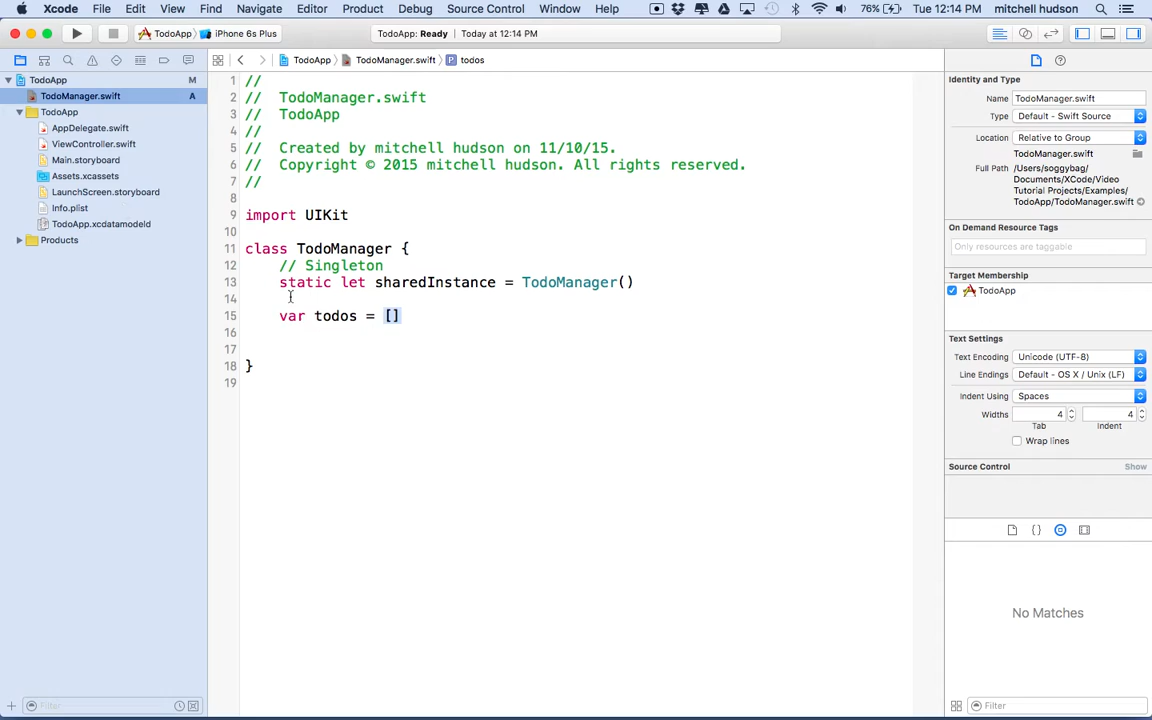 Xcode File Edit View Find Navigate Editor Product Debug Source Control Window Help 76% Tue 12:14 PM mitchell hudson
TodoApp iPhone 6s Plus TodoApp: Ready Today at 12:14 PM
TodoApp TodoManager.swift P todos
TodoApp M
TodoManager.swift A
TodoApp
AppDelegate.swift
ViewController.swift
Main.storyboard
Assets.xcassets
LaunchScreen.storyboard
Info.plist
TodoApp.xcdatamodeld
Products
Filter
1 //
2 // TodoManager.swift
3 // TodoApp
4 //
5 // Created by mitchell hudson on 11/10/15.
6 // Copyright © 2015 mitchell hudson. All rights reserved.
7 //
8
9 import UIKit
10
11 class TodoManager {
12 // Singleton
13 static let sharedInstance = TodoManager()
14
15 var todos = []
16
17
18 }
19
Identity and Type
Name TodoManager.swift
Type Default - Swift Source
Location Relative to Group
TodoManager.swift
Full Path /Users/soggybag/
Documents/XCode/Video
Tutorial Projects/Examples/
TodoApp/TodoManager.swift
On Demand Resource Tags
Only resources are taggable
Target Membership
TodoApp
Text Settings
Text Encoding Unicode (UTF-8)
Line Endings Default - OS X / Unix (LF)
Indent Using Spaces
Widths 4 4
Tab Indent
Wrap lines
Source Control Show
{ }
No Matches
Filter